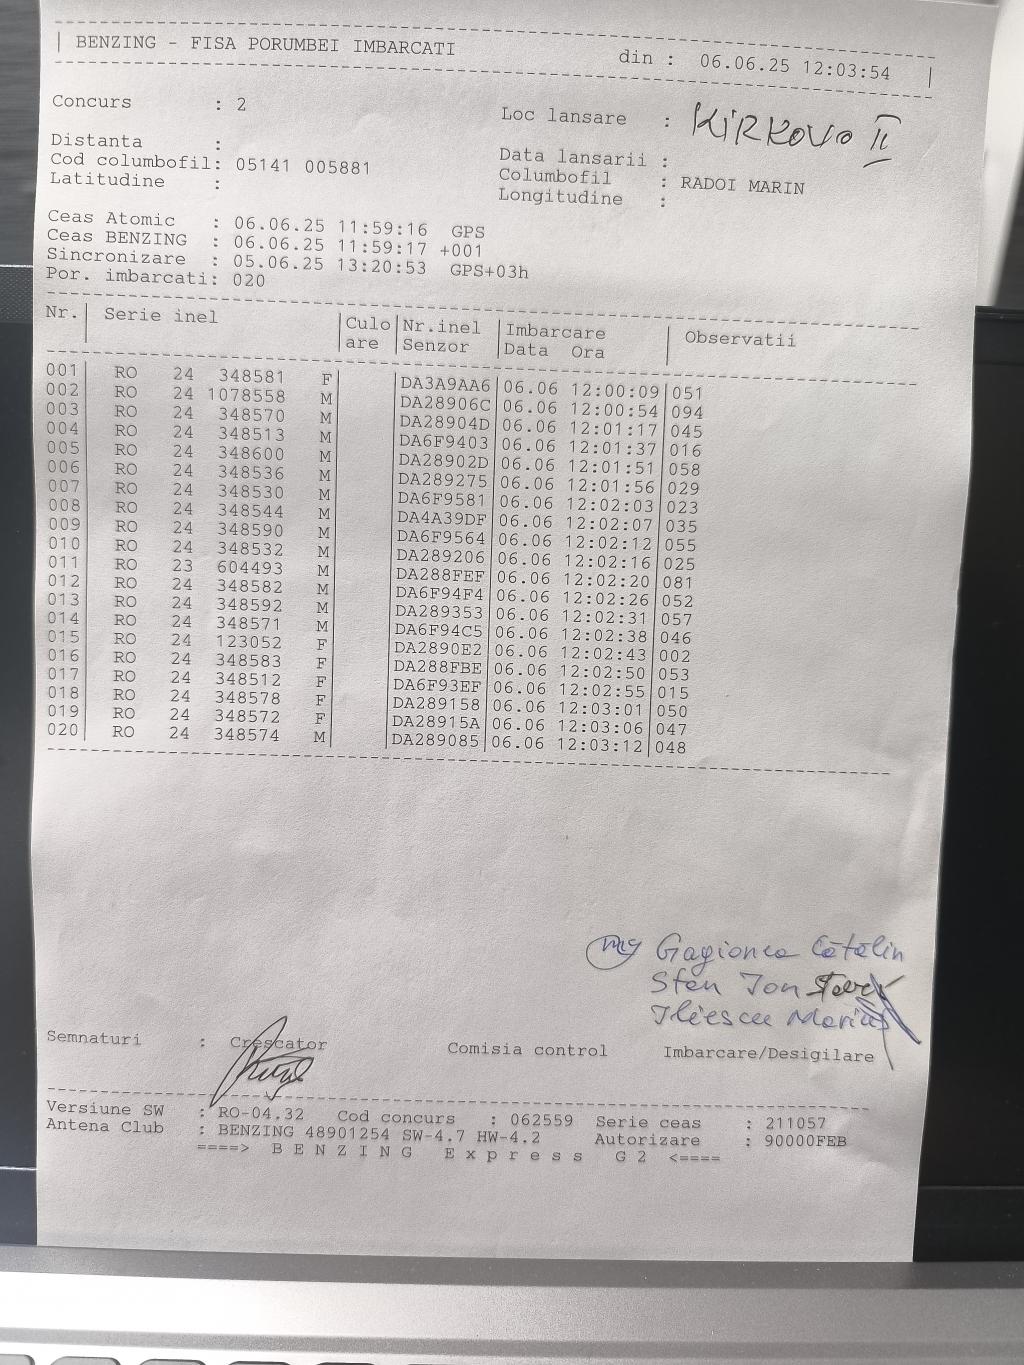 BENZING - FISA PORUMBEI IMBARCATI din : 06.06.25 12:03:54
Concurs : 2 Loc lansare : KIRKOVO II
Distanta : Data lansarii :
Cod columbofil: 05141 005881 Columbofil : RADOI MARIN
Latitudine : Longitudine :
Ceas Atomic : 06.06.25 11:59:16 GPS
Ceas BENZING : 06.06.25 11:59:17 +001
Sincronizare : 05.06.25 13:20:53 GPS+03h
Por. imbarcati: 020
Nr.| Serie inel |Culo|Nr.inel |Imbarcare | Observatii
| |are |Senzor |Data Ora |
001| RO 24 348581 F| |DA3A9AA6|06.06 12:00:09|051
002| RO 24 1078558 M| |DA28906C|06.06 12:00:54|094
003| RO 24 348570 M| |DA28904D|06.06 12:01:17|045
004| RO 24 348513 M| |DA6F9403|06.06 12:01:37|016
005| RO 24 348600 M| |DA28902D|06.06 12:01:51|058
006| RO 24 348536 M| |DA289275|06.06 12:01:56|029
007| RO 24 348530 M| |DA6F9581|06.06 12:02:03|023
008| RO 24 348544 M| |DA4A39DF|06.06 12:02:07|035
009| RO 24 348590 M| |DA6F9564|06.06 12:02:12|055
010| RO 24 348532 M| |DA289206|06.06 12:02:16|025
011| RO 23 604493 M| |DA288FEF|06.06 12:02:20|081
012| RO 24 348582 M| |DA6F94F4|06.06 12:02:26|052
013| RO 24 348592 M| |DA289353|06.06 12:02:31|057
014| RO 24 348571 M| |DA6F94C5|06.06 12:02:38|046
015| RO 24 123052 F| |DA2890E2|06.06 12:02:43|002
016| RO 24 348583 F| |DA288FBE|06.06 12:02:50|053
017| RO 24 348512 F| |DA6F93EF|06.06 12:02:55|015
018| RO 24 348578 F| |DA289158|06.06 12:03:01|050
019| RO 24 348572 F| |DA28915A|06.06 12:03:06|047
020| RO 24 348574 M| |DA289085|06.06 12:03:12|048
Cătălin
Stan Ion
Iliescu Marius
Semnaturi : Crescator Comisia control Imbarcare/Desigilare
Versiune SW : RO-04.32 Cod concurs : 062559 Serie ceas : 211057
Antena Club : BENZING 48901254 SW-4.7 HW-4.2 Autorizare : 90000FEB
====> B E N Z I N G E x p r e s s G 2 <====